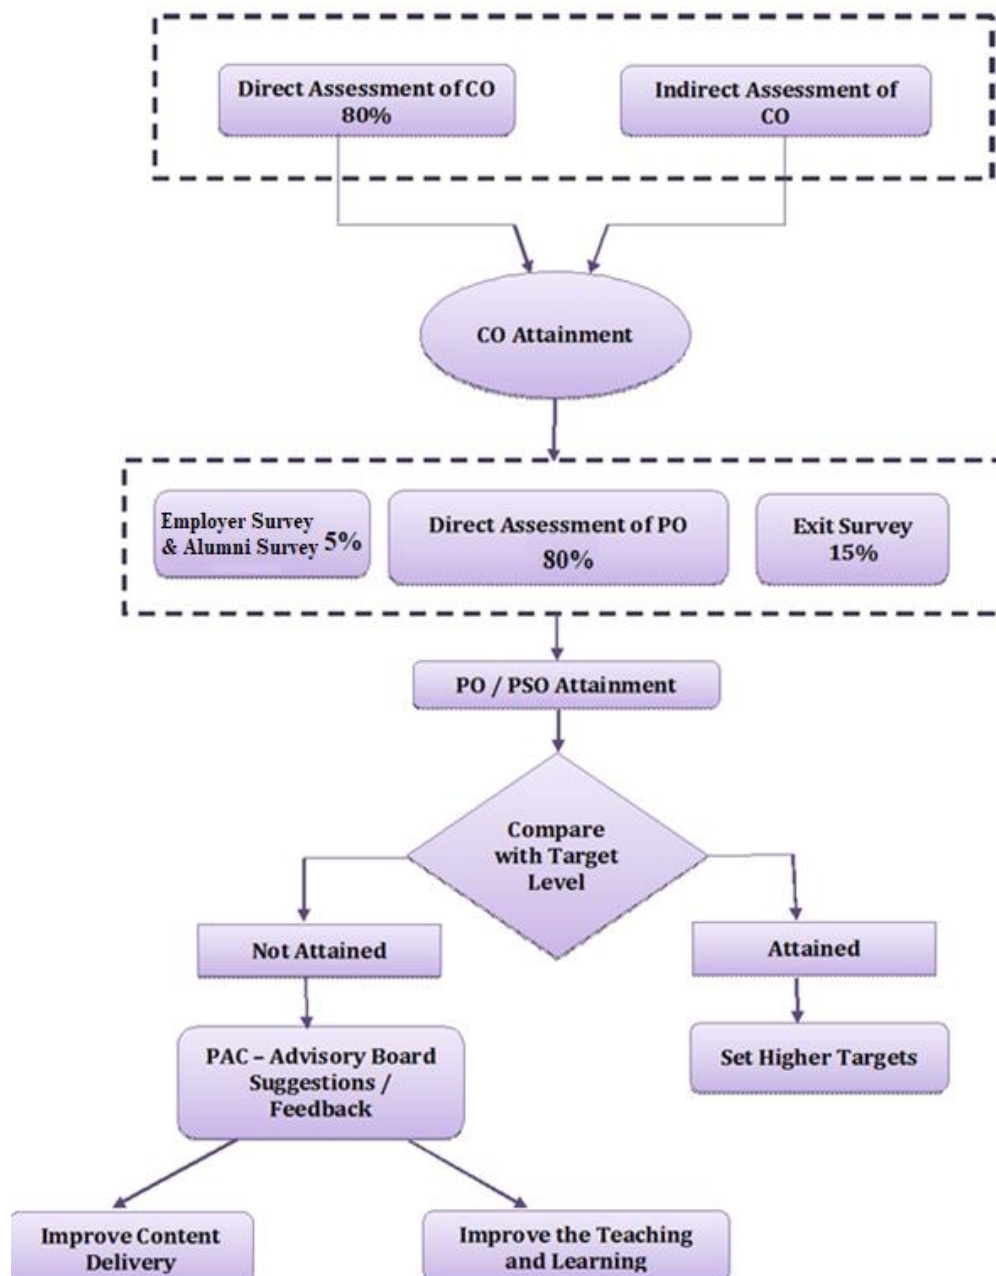 Direct Assessment of CO
80%
Indirect Assessment of
CO
CO Attainment
Employer Survey
& Alumni Survey 5%
Direct Assessment of PO
80%
Exit Survey
15%
PO / PSO Attainment
Compare
with Target
Level
Not Attained
Attained
PAC – Advisory Board
Suggestions /
Feedback
Set Higher Targets
Improve Content
Delivery
Improve the Teaching
and Learning